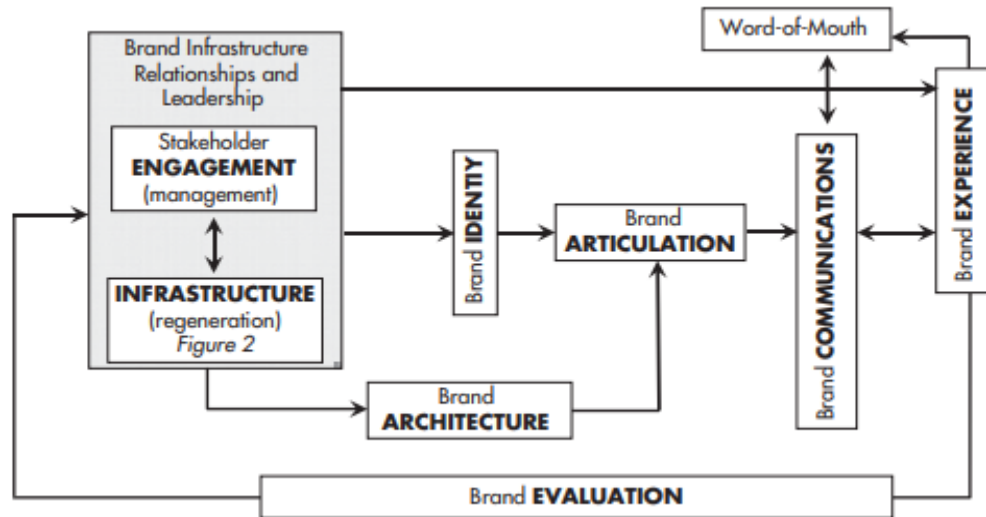 Word-of-Mouth
Brand Infrastructure
Relationships and
Leadership
Stakeholder
ENGAGEMENT
(management)
INFRASTRUCTURE
(regeneration)
Figure 2
Brand IDENTIY
Brand
ARTICULATION
Brand COMMUNICATIONS
Brand EXPERIENCE
Brand
ARCHITECTURE
Brand EVALUATION